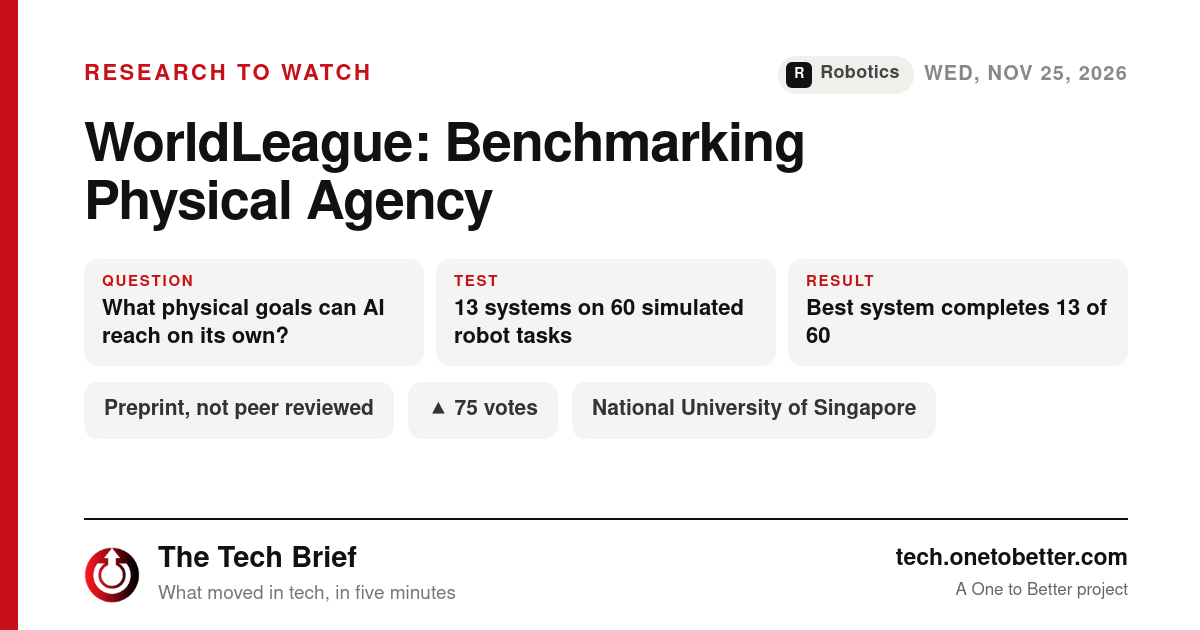 RESEARCH TO WATCH
R Robotics WED, NOV 25, 2026
WorldLeague: Benchmarking
Physical Agency
QUESTION
What physical goals can AI
reach on its own?
TEST
13 systems on 60 simulated
robot tasks
RESULT
Best system completes 13 of
60
Preprint, not peer reviewed
▲ 75 votes
National University of Singapore
The Tech Brief
What moved in tech, in five minutes
tech.onetobetter.com
A One to Better project